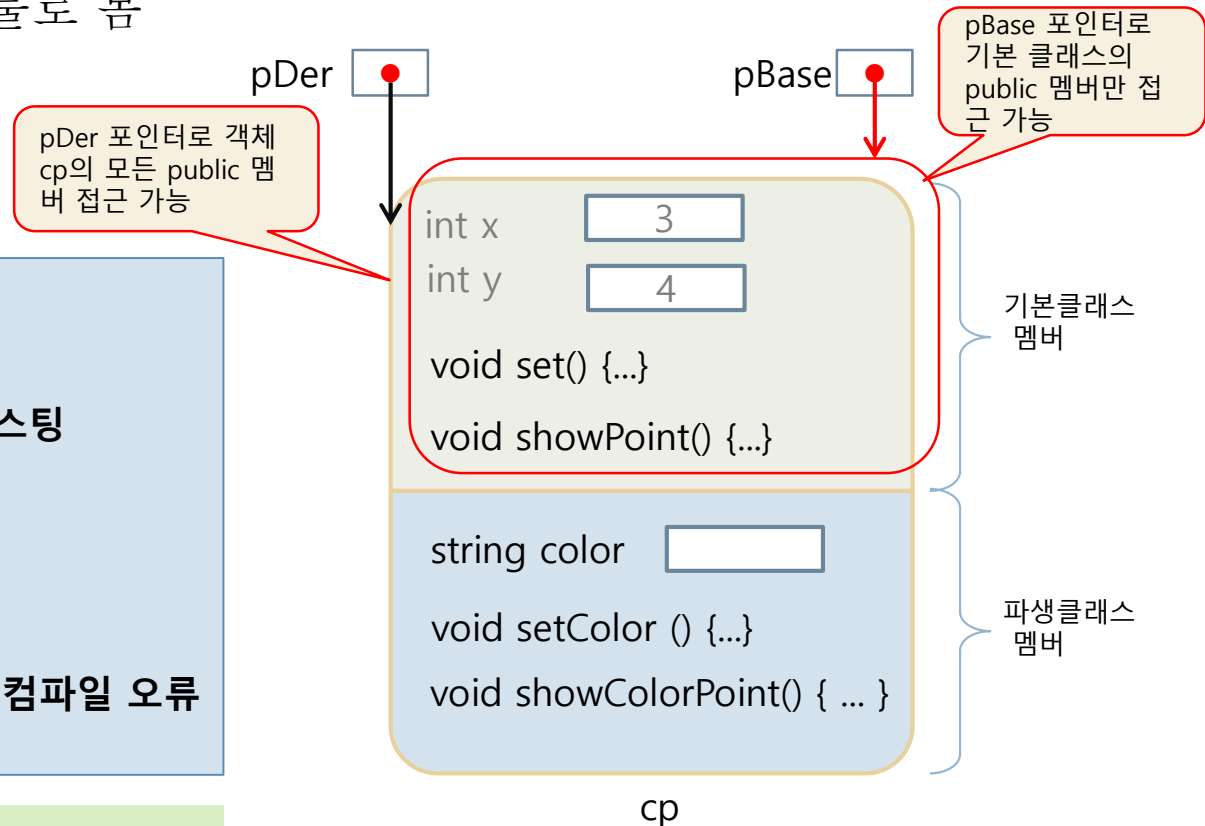 물로 봄
pDer
pBase
pBase 포인터로
기본 클래스의
public 멤버만 접
근 가능
pDer 포인터로 객체
cp의 모든 public 멤
버 접근 가능
int x
3
int y
4
void set() {...}
void showPoint() {...}
기본클래스
멤버
스팅
string color
void setColor () {...}
void showColorPoint() { ... }
파생클래스
멤버
컴파일 오류
cp